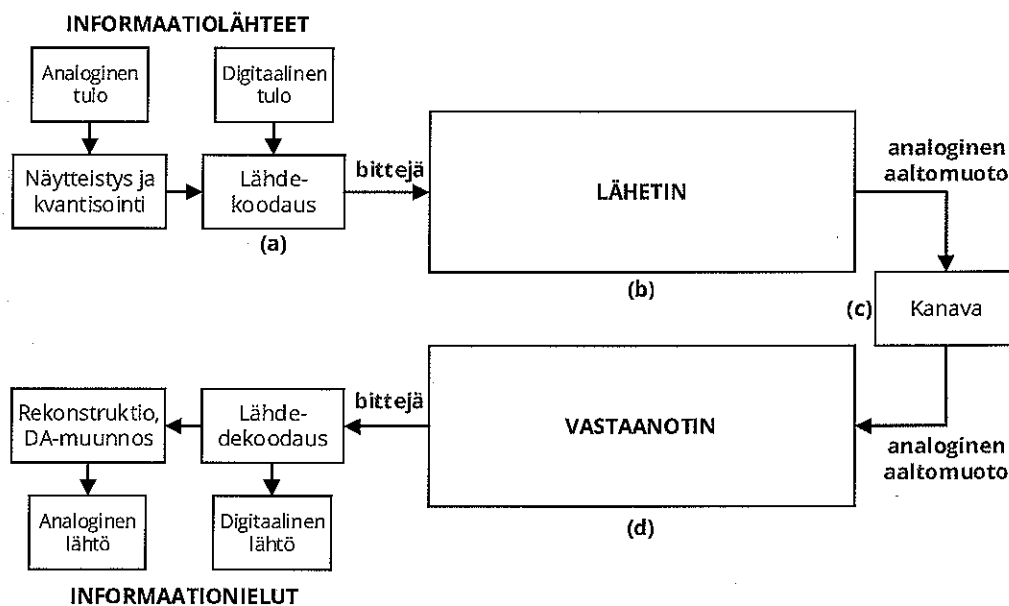 INFORMAATIOLÄHTEET
Analoginen
tulo
Digitaalinen
tulo
Näytteistys ja
kvantisointi
Lähde-
koodaus
(a)
bittejä
LÄHETIN
(b)
analoginen
aaltomuoto
(c)
Kanava
Rekonstruktio,
DA-muunnos
Lähde-
dekoodaus
bittejä
VASTAANOTIN
(d)
analoginen
aaltomuoto
Analoginen
lähtö
Digitaalinen
lähtö
INFORMAATIONIELUT